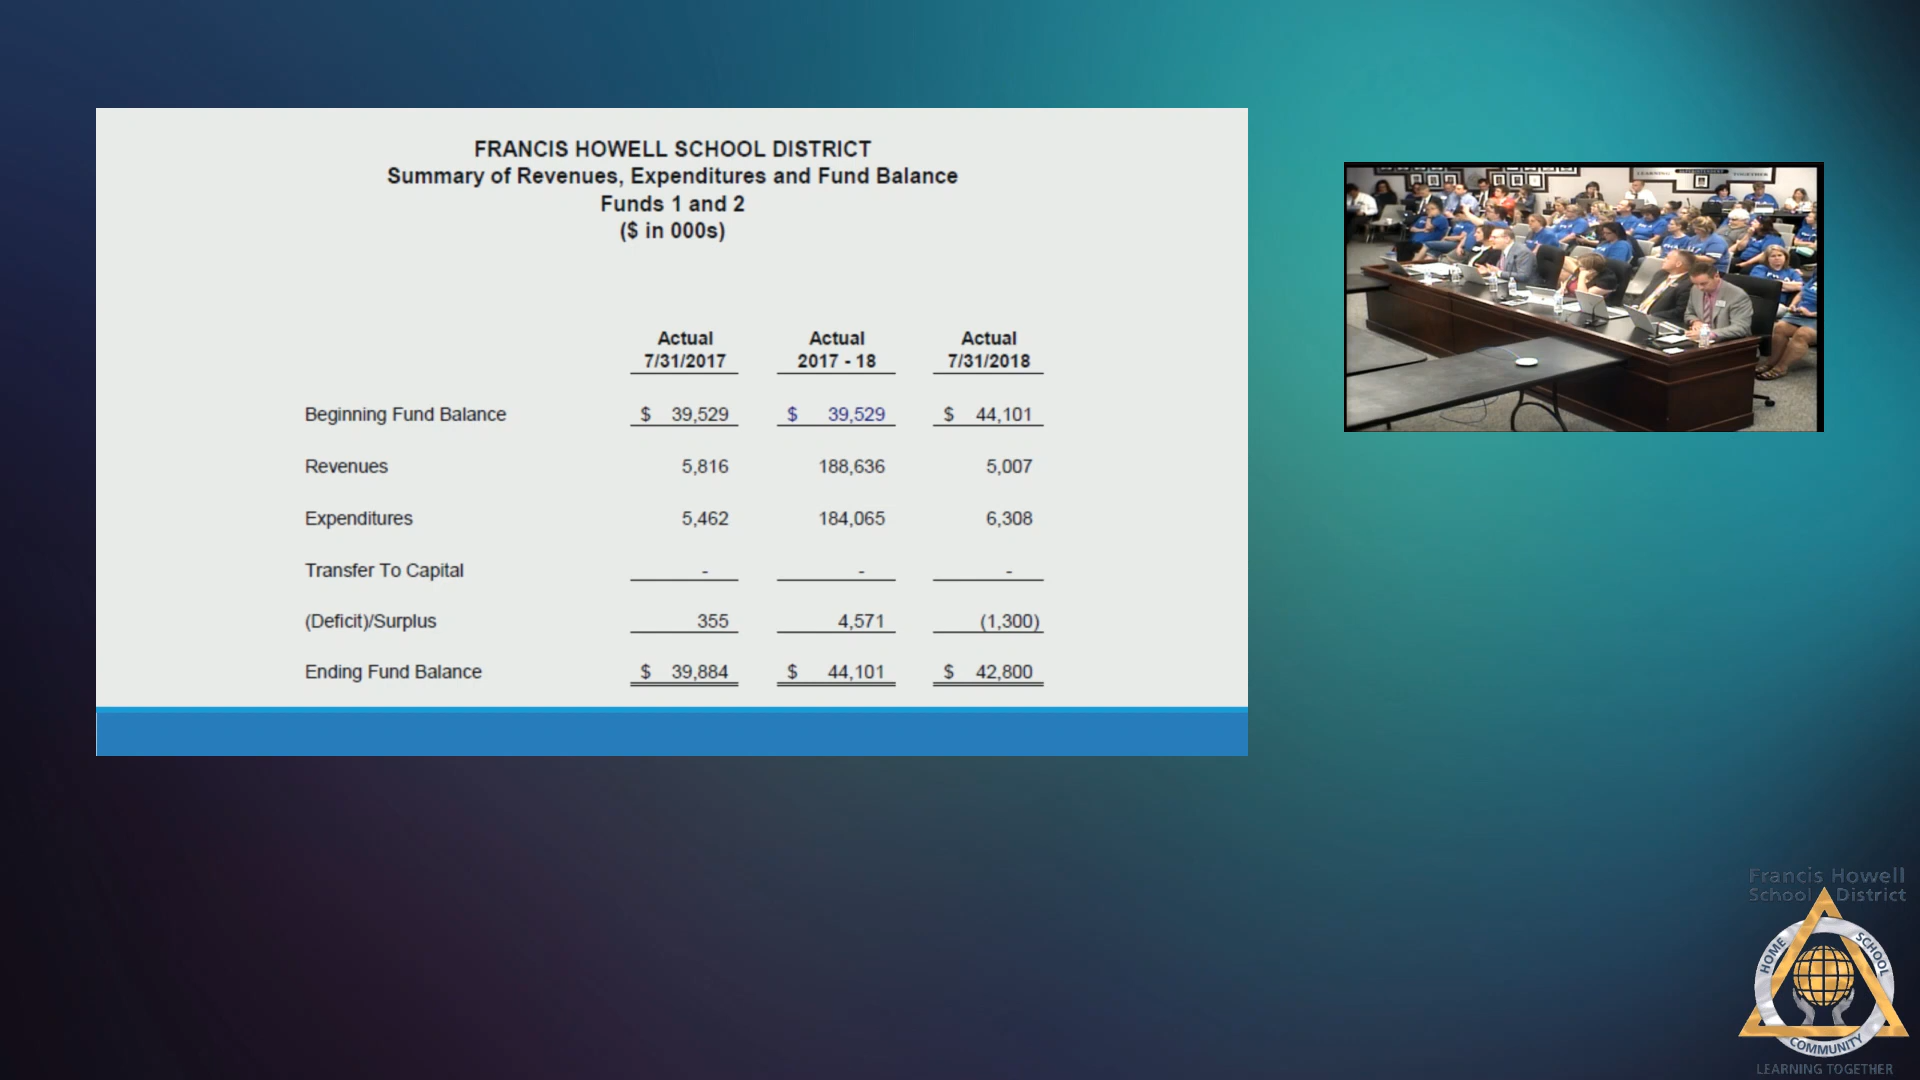 FRANCIS HOWELL SCHOOL DISTRICT
Summary of Revenues, Expenditures and Fund Balance
Funds 1 and 2
($ in 000s)
Actual Actual Actual
7/31/2017 2017 - 18 7/31/2018
Beginning Fund Balance $ 39,529 $ 39,529 $ 44,101
Revenues 5,816 188,636 5,007
Expenditures 5,462 184,065 6,308
Transfer To Capital - - -
(Deficit)/Surplus 355 4,571 (1,300)
Ending Fund Balance $ 39,884 $ 44,101 $ 42,800
LEARNING TOGETHER
Francis Howell
School District
HOME SCHOOL
COMMUNITY
LEARNING TOGETHER